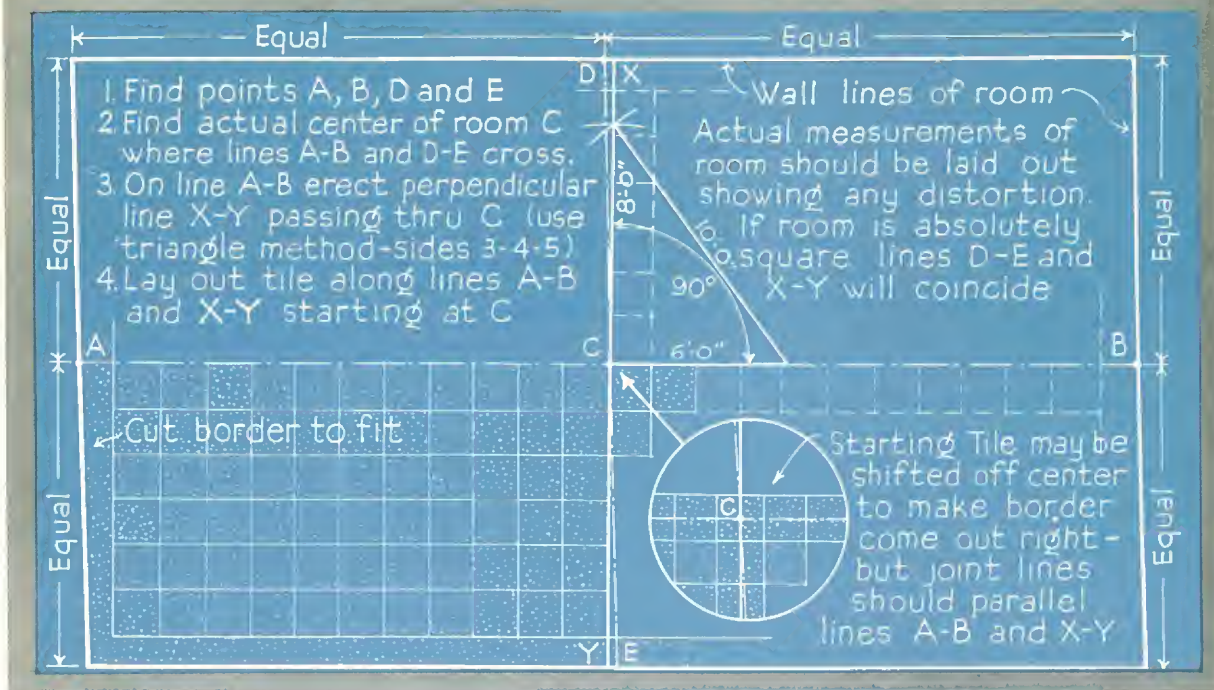 Equal
Equal
D X
1. Find points A, B, D and E
2. Find actual center of room C
where lines A-B and D-E cross.
3. On line A-B erect perpendicular
line X-Y passing thru C (use
triangle method-sides 3-4-5)
4. Lay out tile along lines A-B
and X-Y starting at C
Wall lines of room
Actual measurements of
room should be laid out
showing any distortion.
If room is absolutely
square lines D-E and
X-Y will coincide
Equal
Equal
8'-0"
90°
6'-0"
A
C
B
Cut border to fit
Starting Tile may be
shifted off center
to make border
come out right-
but joint lines
should parallel
lines A-B and X-Y
C
Equal
Equal
Y E